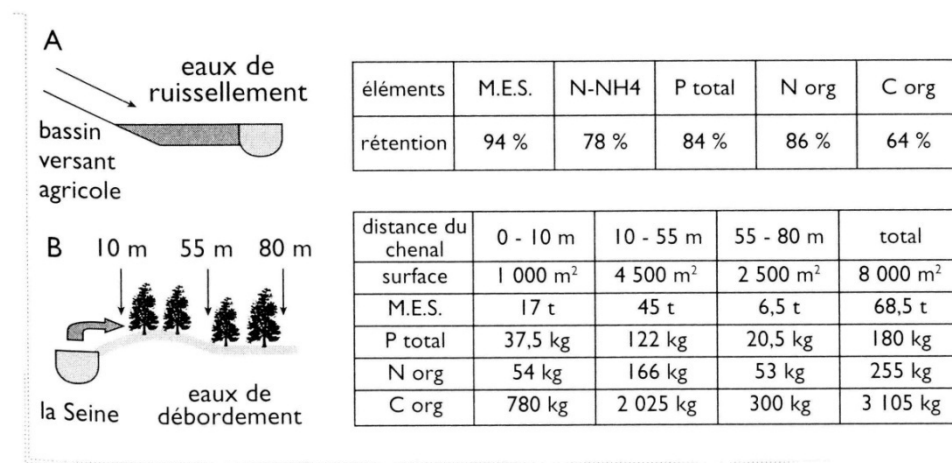 A
eaux de
ruissellement
bassin
versant
agricole
éléments M.E.S. N-NH4 P total N org C org
rétention 94 % 78 % 84 % 86 % 64 %
B 10 m 55 m 80 m
la Seine
eaux de
débordement
distance du
chenal 0 - 10 m 10 - 55 m 55 - 80 m total
surface 1 000 m² 4 500 m² 2 500 m² 8 000 m²
M.E.S. 17 t 45 t 6,5 t 68,5 t
P total 37,5 kg 122 kg 20,5 kg 180 kg
N org 54 kg 166 kg 53 kg 255 kg
C org 780 kg 2 025 kg 300 kg 3 105 kg